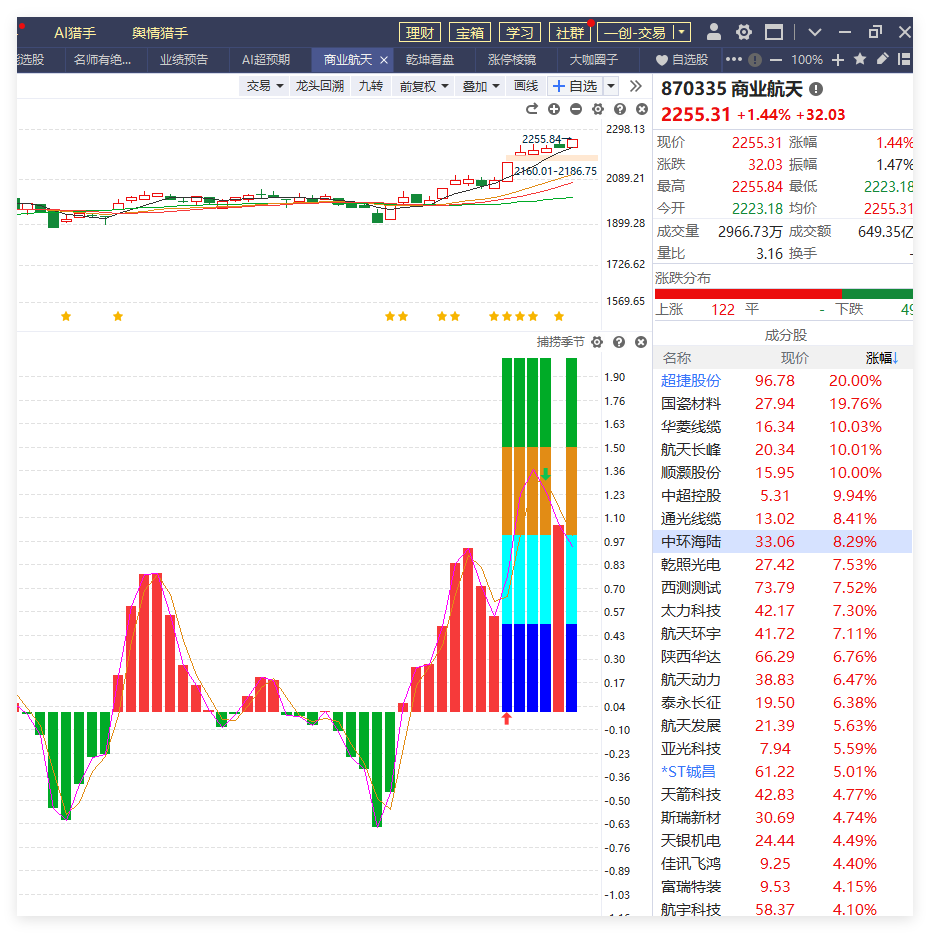 AI猎手 舆情猎手 理财 宝箱 学习 社群 一创-交易
选股 名师有绝... 业绩预告 AI超预期 商业航天 × 乾坤看盘 涨停棱镜 大咖圈子 自选股 ••• 100%
交易 龙头回溯 九转 前复权 叠加 画线 +自选
870335 商业航天
2255.31 +1.44% +32.03
2298.13
2089.21
1899.28
1726.62
1569.65
2255.84
2160.01-2186.75
现价 2255.31 涨幅 1.44%
涨跌 32.03 振幅 1.47%
最高 2255.84 最低 2223.18
今开 2223.18 均价 2255.31
成交量 2966.73万 成交额 649.35亿
量比 3.16 换手 -
涨跌分布
上涨 122 平 - 下跌 49
捕捞季节
1.90
1.76
1.63
1.50
1.36
1.23
1.10
0.97
0.83
0.70
0.57
0.43
0.30
0.17
0.04
-0.10
-0.23
-0.36
-0.50
-0.63
-0.76
-0.89
-1.03
成分股
名称 现价 涨幅↓
超捷股份 96.78 20.00%
国瓷材料 27.94 19.76%
华菱线缆 16.34 10.03%
航天长峰 20.34 10.01%
顺灏股份 15.95 10.00%
中超控股 5.31 9.94%
通光线缆 13.02 8.41%
中环海陆 33.06 8.29%
乾照光电 27.42 7.53%
西测测试 73.79 7.52%
太力科技 42.17 7.30%
航天环宇 41.72 7.11%
陕西华达 66.29 6.76%
航天动力 38.83 6.47%
泰永长征 19.50 6.38%
航天发展 21.39 5.63%
亚光科技 7.94 5.59%
*ST铖昌 61.22 5.01%
天箭科技 42.83 4.77%
斯瑞新材 30.69 4.74%
天银机电 24.44 4.49%
佳讯飞鸿 9.25 4.40%
富瑞特装 9.53 4.15%
航宇科技 58.37 4.10%